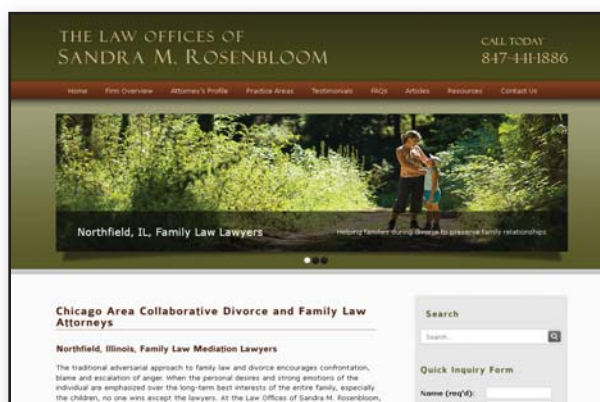 THE LAW OFFICES OF
SANDRA M. ROSENBLOOM
CALL TODAY
847-441-1886
Home Firm Overview Attorney's Profile Practice Areas Testimonials FAQs Articles Resources Contact Us
Northfield, IL, Family Law Lawyers
Helping families during divorce to preserve family relationships
Chicago Area Collaborative Divorce and Family Law
Attorneys
Northfield, Illinois, Family Law Mediation Lawyers
The traditional adversarial approach to family law and divorce encourages confrontation,
blame and escalation of anger. When the personal desires and strong emotions of the
individual are emphasized over the long-term best interests of the entire family, especially
the children, no one wins except the lawyers. At the Law Offices of Sandra M. Rosenbloom,
Search
Search...
Quick Inquiry Form
Name (req'd):